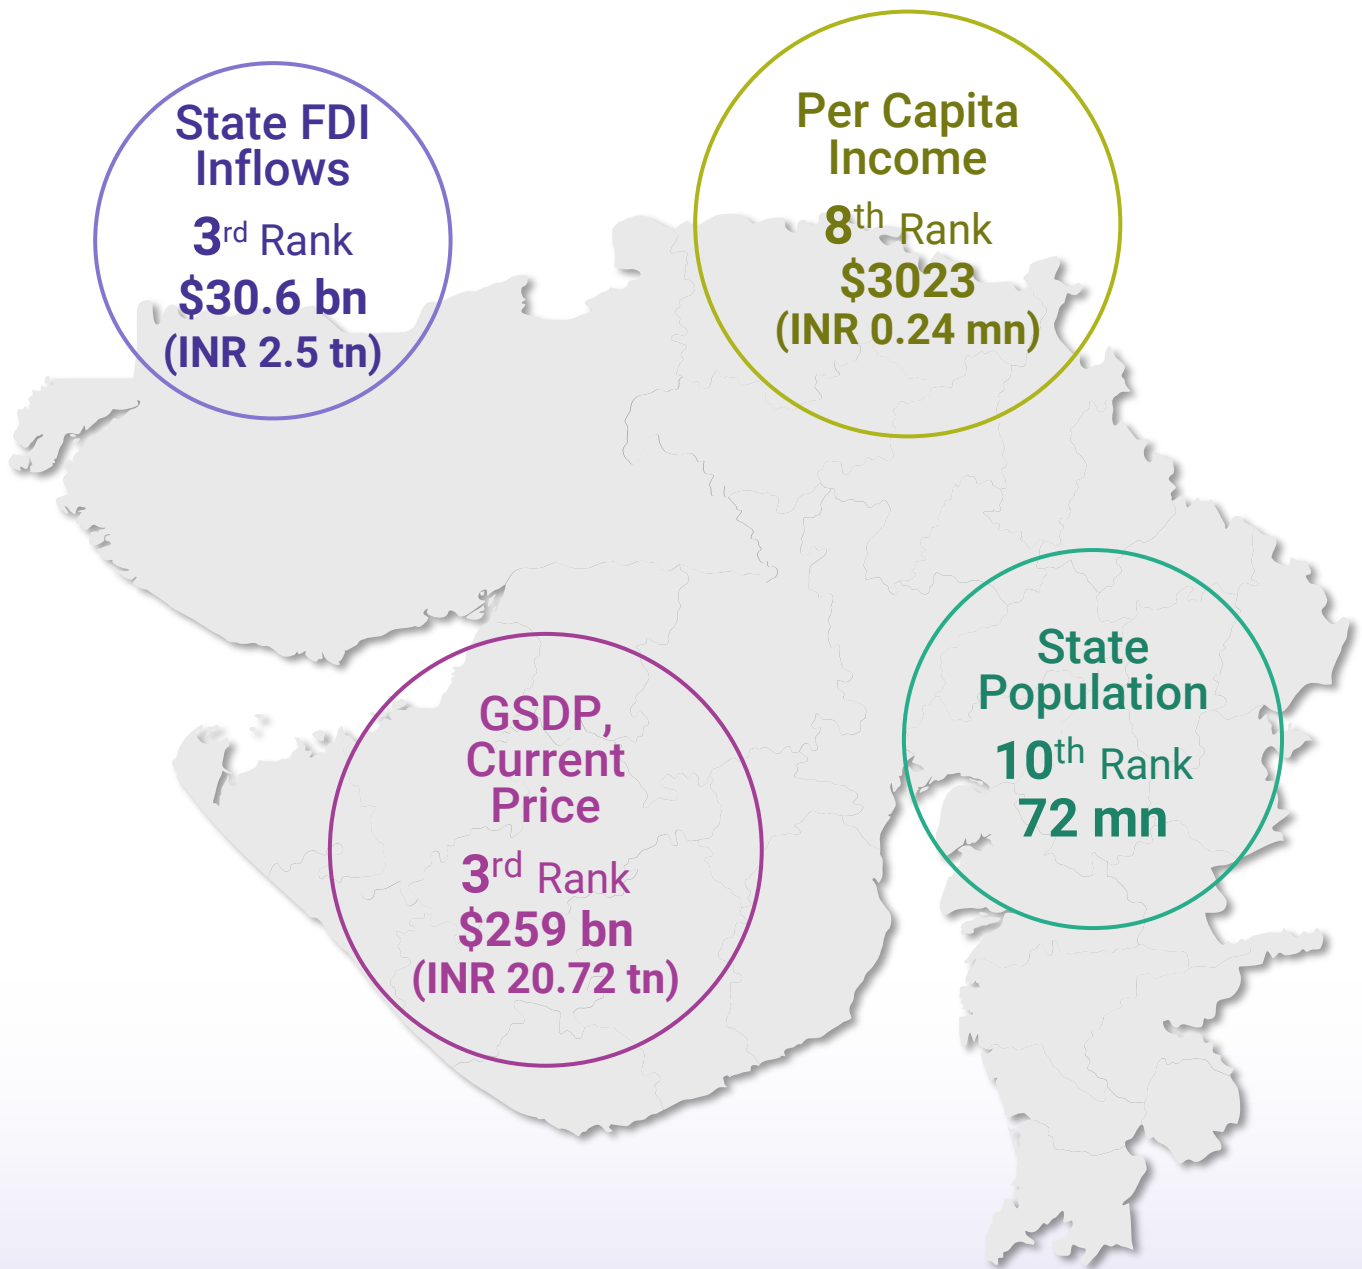 State FDI
Inflows
3rd Rank
$30.6 bn
(INR 2.5 tn)
Per Capita
Income
8th Rank
$3023
(INR 0.24 mn)
GSDP,
Current
Price
3rd Rank
$259 bn
(INR 20.72 tn)
State
Population
10th Rank
72 mn